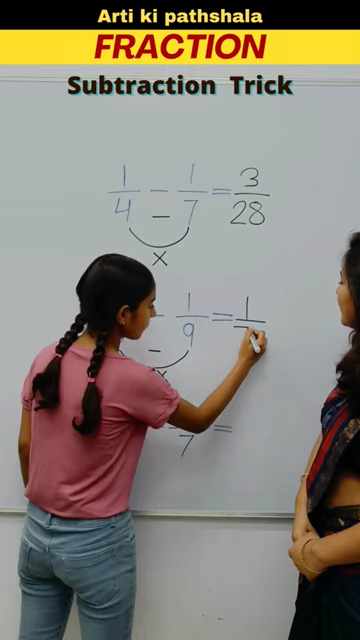 Arti ki pathshala
FRACTION
Subtraction Trick
1/4 - 1/7 = 3/28
-
x
- 1/9 = 1/
-
x
7 =